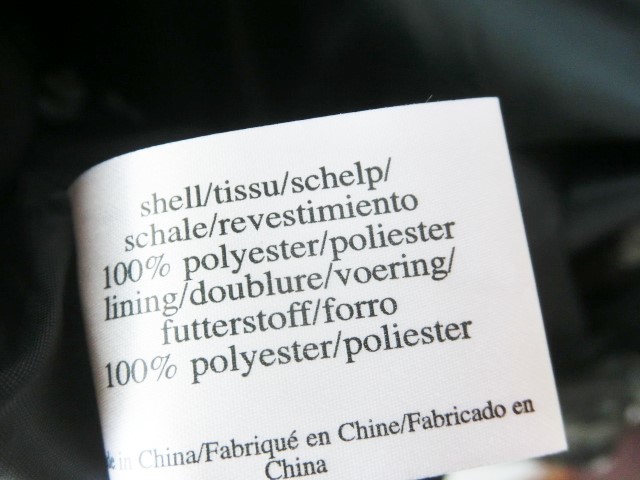 shell/tissu/schelp/
schale/revestimiento
100% polyester/poliester
lining/doublure/voering/
futterstoff/forro
100% polyester/poliester
in China/Fabriqué en Chine/Fabricado en
China